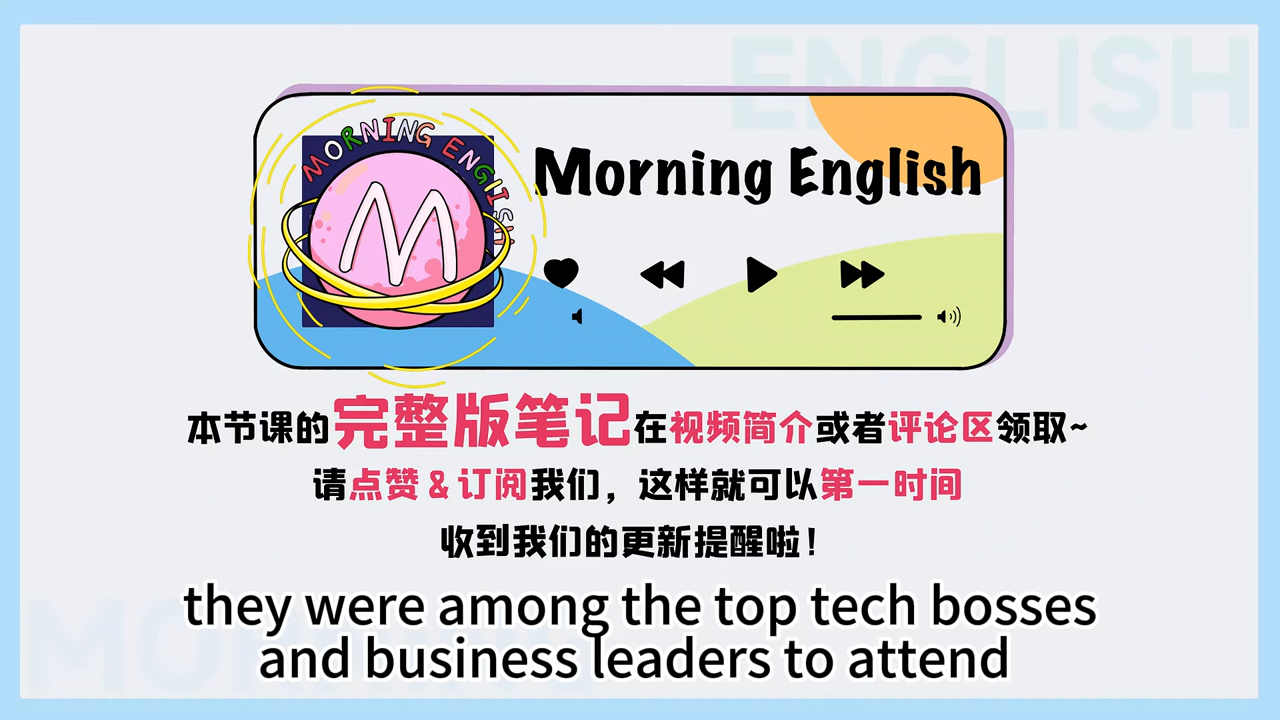 ENGLISH
MORNING ENGLISH
M
Morning English
本节课的完整版笔记在视频简介或者评论区领取~
请点赞＆订阅我们，这样就可以第一时间
收到我们的更新提醒啦！
they were among the top tech bosses
and business leaders to attend